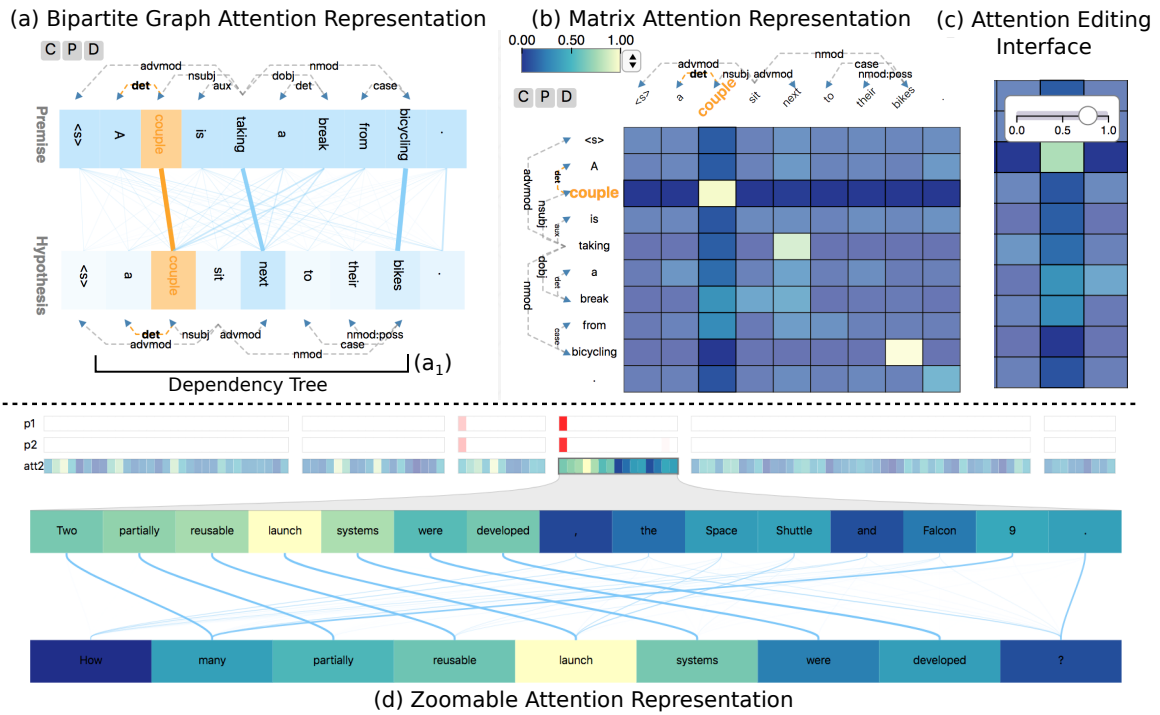 (a) Bipartite Graph Attention Representation
C P D
advmod nmod
det nsubj aux dobj det case
Premise
<s> A couple is taking a break from bicycling .
Hypothesis
<s> a couple sit next to their bikes .
det nsubj advmod nmod:poss
advmod case
nmod
(a1)
Dependency Tree
(b) Matrix Attention Representation
0.00 0.50 1.00
C P D
nmod
advmod case
det nsubj advmod nmod:poss
<s> a couple sit next to their bikes .
<s>
A
couple
is
taking
a
break
from
bicycling
.
det
advmod
nsubj
aux
dobj
det
nmod
case
(c) Attention Editing
Interface
0.0 0.5 1.0
p1
p2
att2
Two partially reusable launch systems were developed , the Space Shuttle and Falcon 9 .
How many partially reusable launch systems were developed ?
(d) Zoomable Attention Representation